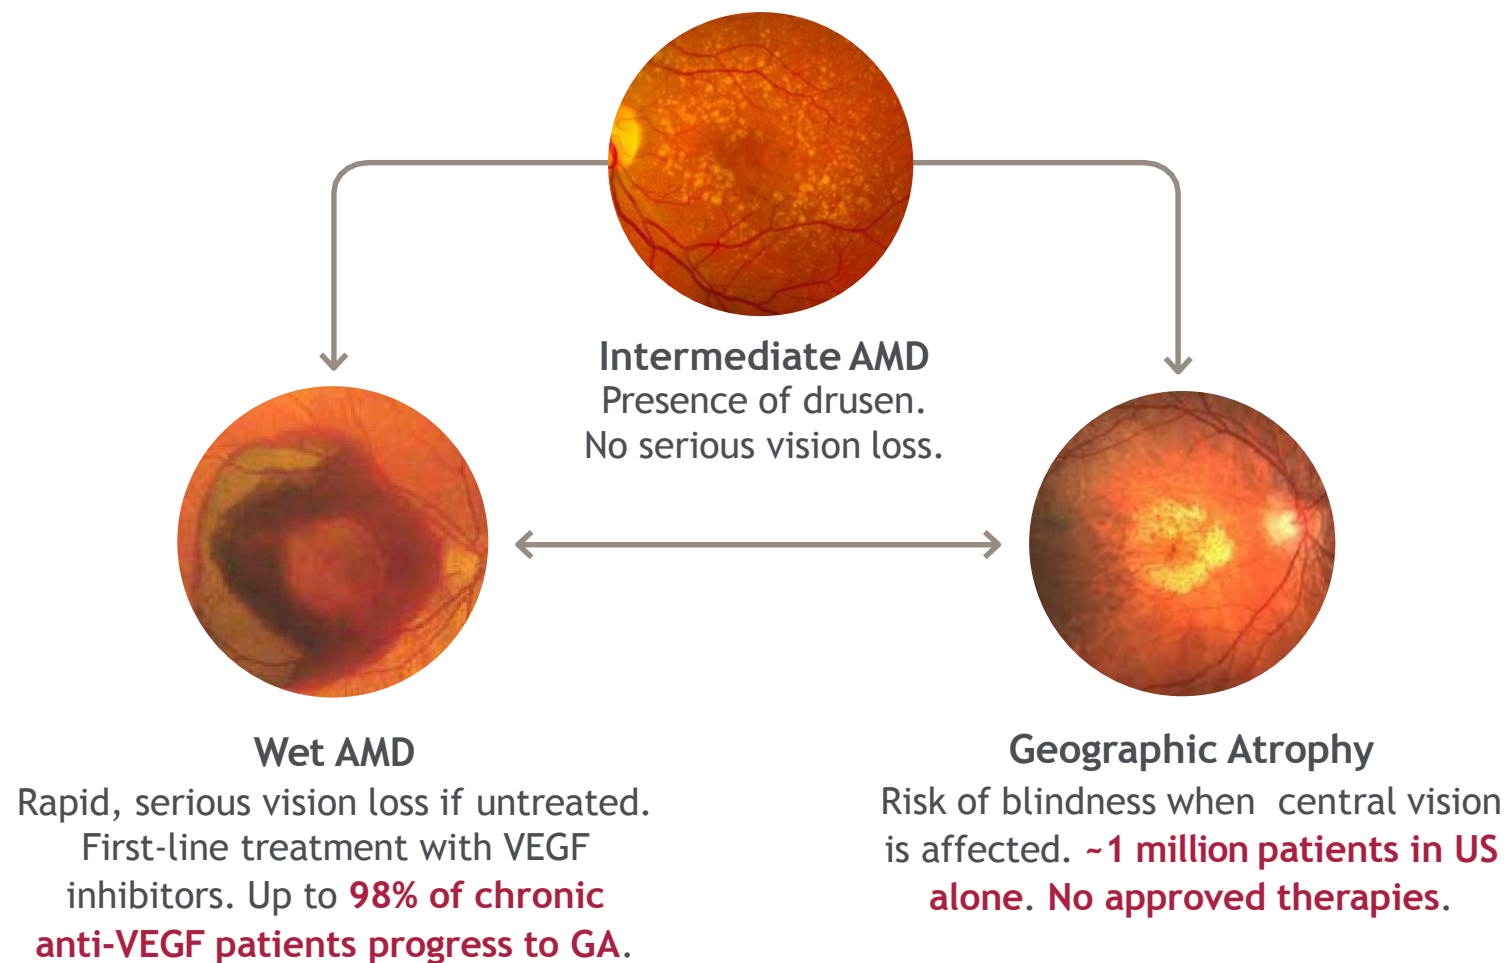 Intermediate AMD
Presence of drusen.
No serious vision loss.
Wet AMD
Rapid, serious vision loss if untreated.
First-line treatment with VEGF
inhibitors. Up to 98% of chronic
anti-VEGF patients progress to GA.
Geographic Atrophy
Risk of blindness when central vision
is affected. ~1 million patients in US
alone. No approved therapies.